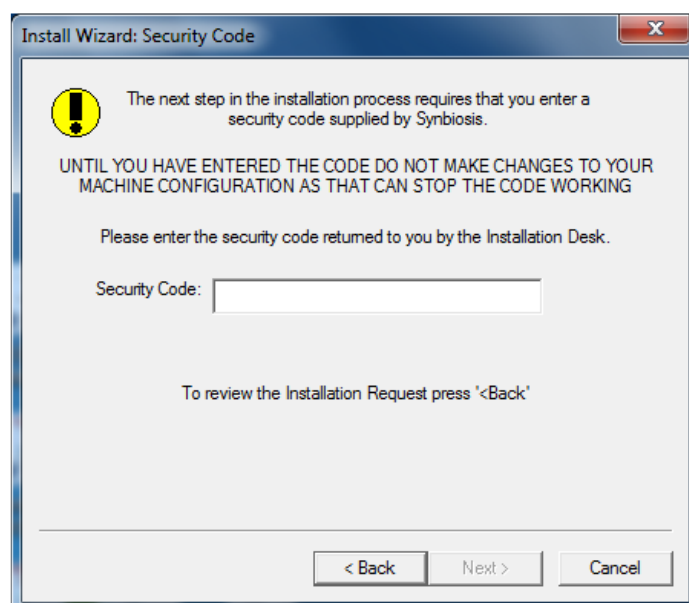 Install Wizard: Security Code
The next step in the installation process requires that you enter a
security code supplied by Synbiosis.
UNTIL YOU HAVE ENTERED THE CODE DO NOT MAKE CHANGES TO YOUR
MACHINE CONFIGURATION AS THAT CAN STOP THE CODE WORKING
Please enter the security code returned to you by the Installation Desk.
Security Code:
To review the Installation Request press '<Back'
< Back
Next >
Cancel